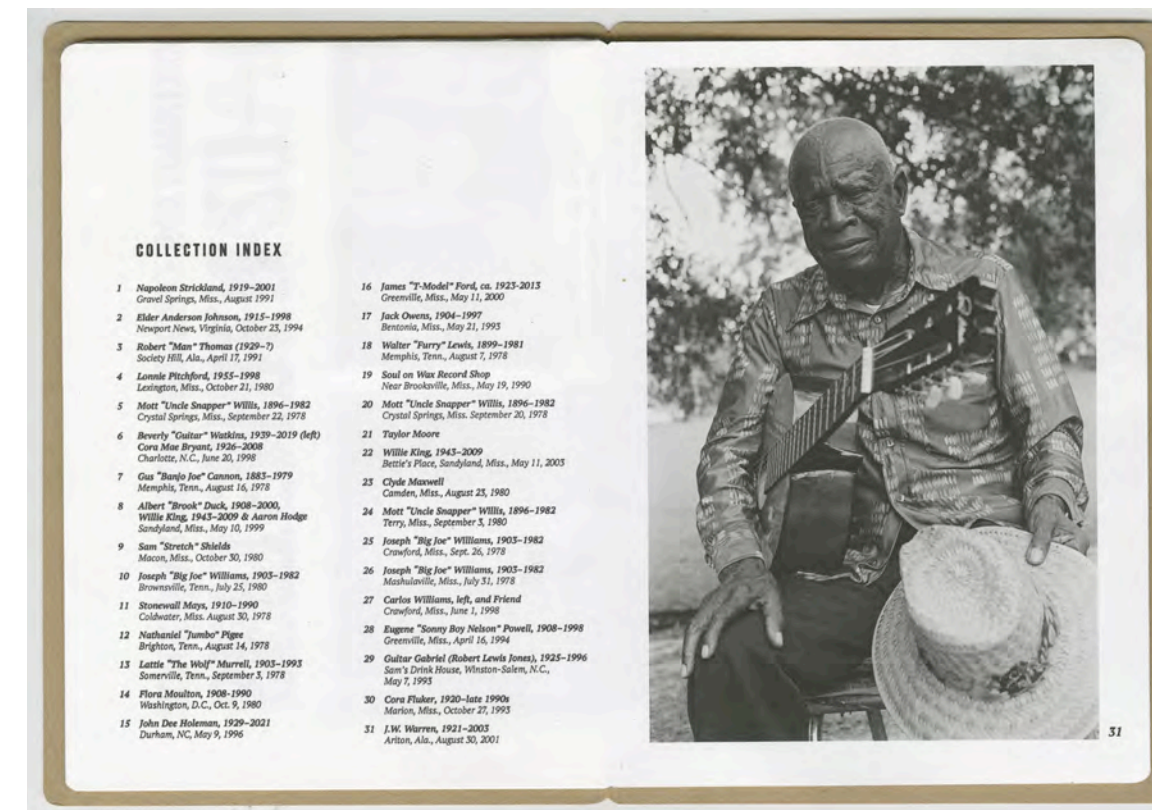 COLLECTION INDEX
1 Napoleon Strickland, 1919–2001
Gravel Springs, Miss., August 1991
2 Elder Anderson Johnson, 1915–1998
Newport News, Virginia, October 23, 1994
3 Robert "Man" Thomas (1929–?)
Society Hill, Ala., April 17, 1991
4 Lonnie Pitchford, 1955–1998
Lexington, Miss., October 21, 1980
5 Mott "Uncle Snapper" Willis, 1896–1982
Crystal Springs, Miss., September 22, 1978
6 Beverly "Guitar" Watkins, 1939–2019 (left)
Cora Mae Bryant, 1926–2008
Charlotte, N.C., June 20, 1998
7 Gus "Banjo Joe" Cannon, 1883–1979
Memphis, Tenn., August 16, 1978
8 Albert "Brook" Duck, 1908–2000,
Willie King, 1943–2009 & Aaron Hodge
Sandyland, Miss., May 10, 1999
9 Sam "Stretch" Shields
Macon, Miss., October 30, 1980
10 Joseph "Big Joe" Williams, 1903–1982
Brownsville, Tenn., July 25, 1980
11 Stonewall Mays, 1910–1990
Coldwater, Miss. August 30, 1978
12 Nathaniel "Jumbo" Pigee
Brighton, Tenn., August 14, 1978
13 Lattie "The Wolf" Murrell, 1903–1993
Somerville, Tenn., September 3, 1978
14 Flora Moulton, 1908-1990
Washington, D.C., Oct. 9, 1980
15 John Dee Holeman, 1929–2021
Durham, NC, May 9, 1996
16 James "T-Model" Ford, ca. 1923-2013
Greenville, Miss., May 11, 2000
17 Jack Owens, 1904–1997
Bentonia, Miss., May 21, 1993
18 Walter "Furry" Lewis, 1899–1981
Memphis, Tenn., August 7, 1978
19 Soul on Wax Record Shop
Near Brooksville, Miss., May 19, 1990
20 Mott "Uncle Snapper" Willis, 1896–1982
Crystal Springs, Miss. September 20, 1978
21 Taylor Moore
22 Willie King, 1943–2009
Bettie's Place, Sandyland, Miss., May 11, 2003
23 Clyde Maxwell
Camden, Miss., August 23, 1980
24 Mott "Uncle Snapper" Willis, 1896–1982
Terry, Miss., September 3, 1980
25 Joseph "Big Joe" Williams, 1903–1982
Crawford, Miss., Sept. 26, 1978
26 Joseph "Big Joe" Williams, 1903–1982
Mashulaville, Miss., July 31, 1978
27 Carlos Williams, left, and Friend
Crawford, Miss., June 1, 1998
28 Eugene "Sonny Boy Nelson" Powell, 1908–1998
Greenville, Miss., April 16, 1994
29 Guitar Gabriel (Robert Lewis Jones), 1925–1996
Sam's Drink House, Winston-Salem, N.C.,
May 7, 1993
30 Cora Fluker, 1920–late 1990s
Marion, Miss., October 27, 1993
31 J.W. Warren, 1921–2003
Ariton, Ala., August 30, 2001
31